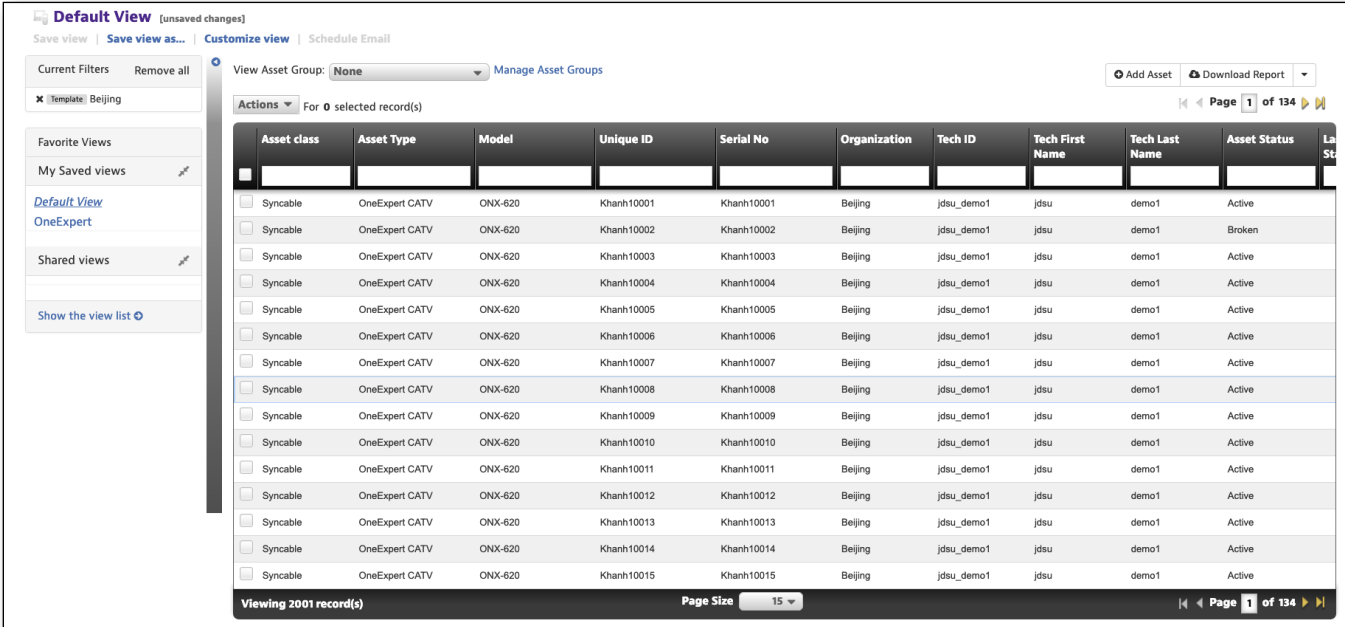 Default View [unsaved changes]
Save view | Save view as... | Customize view | Schedule Email
Current Filters Remove all
✖ Template Beijing
Favorite Views
My Saved views
Default View
OneExpert
Shared views
Show the view list
View Asset Group: None Manage Asset Groups
Add Asset Download Report
Actions For 0 selected record(s)
Page 1 of 134
Asset class Asset Type Model Unique ID Serial No Organization Tech ID Tech First Name Tech Last Name Asset Status La
St
Syncable OneExpert CATV ONX-620 Khanh10001 Khanh10001 Beijing jdsu_demo1 jdsu demo1 Active
Syncable OneExpert CATV ONX-620 Khanh10002 Khanh10002 Beijing jdsu_demo1 jdsu demo1 Broken
Syncable OneExpert CATV ONX-620 Khanh10003 Khanh10003 Beijing jdsu_demo1 jdsu demo1 Active
Syncable OneExpert CATV ONX-620 Khanh10004 Khanh10004 Beijing jdsu_demo1 jdsu demo1 Active
Syncable OneExpert CATV ONX-620 Khanh10005 Khanh10005 Beijing jdsu_demo1 jdsu demo1 Active
Syncable OneExpert CATV ONX-620 Khanh10006 Khanh10006 Beijing jdsu_demo1 jdsu demo1 Active
Syncable OneExpert CATV ONX-620 Khanh10007 Khanh10007 Beijing jdsu_demo1 jdsu demo1 Active
Syncable OneExpert CATV ONX-620 Khanh10008 Khanh10008 Beijing jdsu_demo1 jdsu demo1 Active
Syncable OneExpert CATV ONX-620 Khanh10009 Khanh10009 Beijing jdsu_demo1 jdsu demo1 Active
Syncable OneExpert CATV ONX-620 Khanh10010 Khanh10010 Beijing jdsu_demo1 jdsu demo1 Active
Syncable OneExpert CATV ONX-620 Khanh10011 Khanh10011 Beijing jdsu_demo1 jdsu demo1 Active
Syncable OneExpert CATV ONX-620 Khanh10012 Khanh10012 Beijing jdsu_demo1 jdsu demo1 Active
Syncable OneExpert CATV ONX-620 Khanh10013 Khanh10013 Beijing jdsu_demo1 jdsu demo1 Active
Syncable OneExpert CATV ONX-620 Khanh10014 Khanh10014 Beijing jdsu_demo1 jdsu demo1 Active
Syncable OneExpert CATV ONX-620 Khanh10015 Khanh10015 Beijing jdsu_demo1 jdsu demo1 Active
Viewing 2001 record(s) Page Size 15 Page 1 of 134